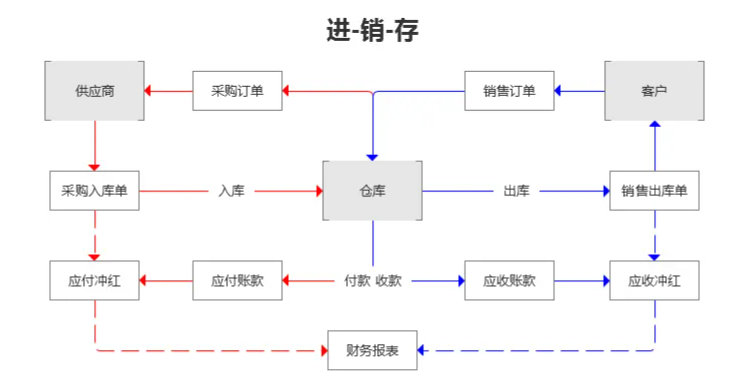 进-销-存
供应商
采购订单
销售订单
客户
采购入库单
入库
仓库
出库
销售出库单
应付冲红
应付账款
付款 收款
应收账款
应收冲红
财务报表